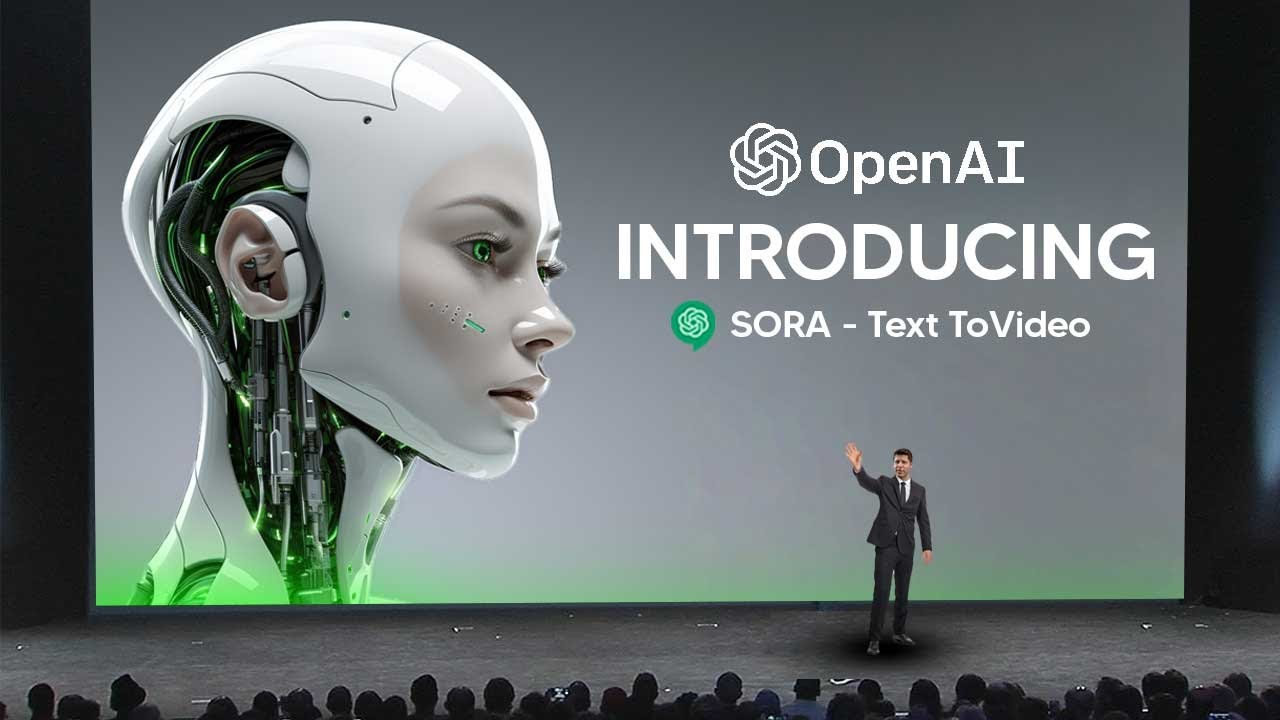 OpenAI
INTRODUCING
SORA - Text ToVideo